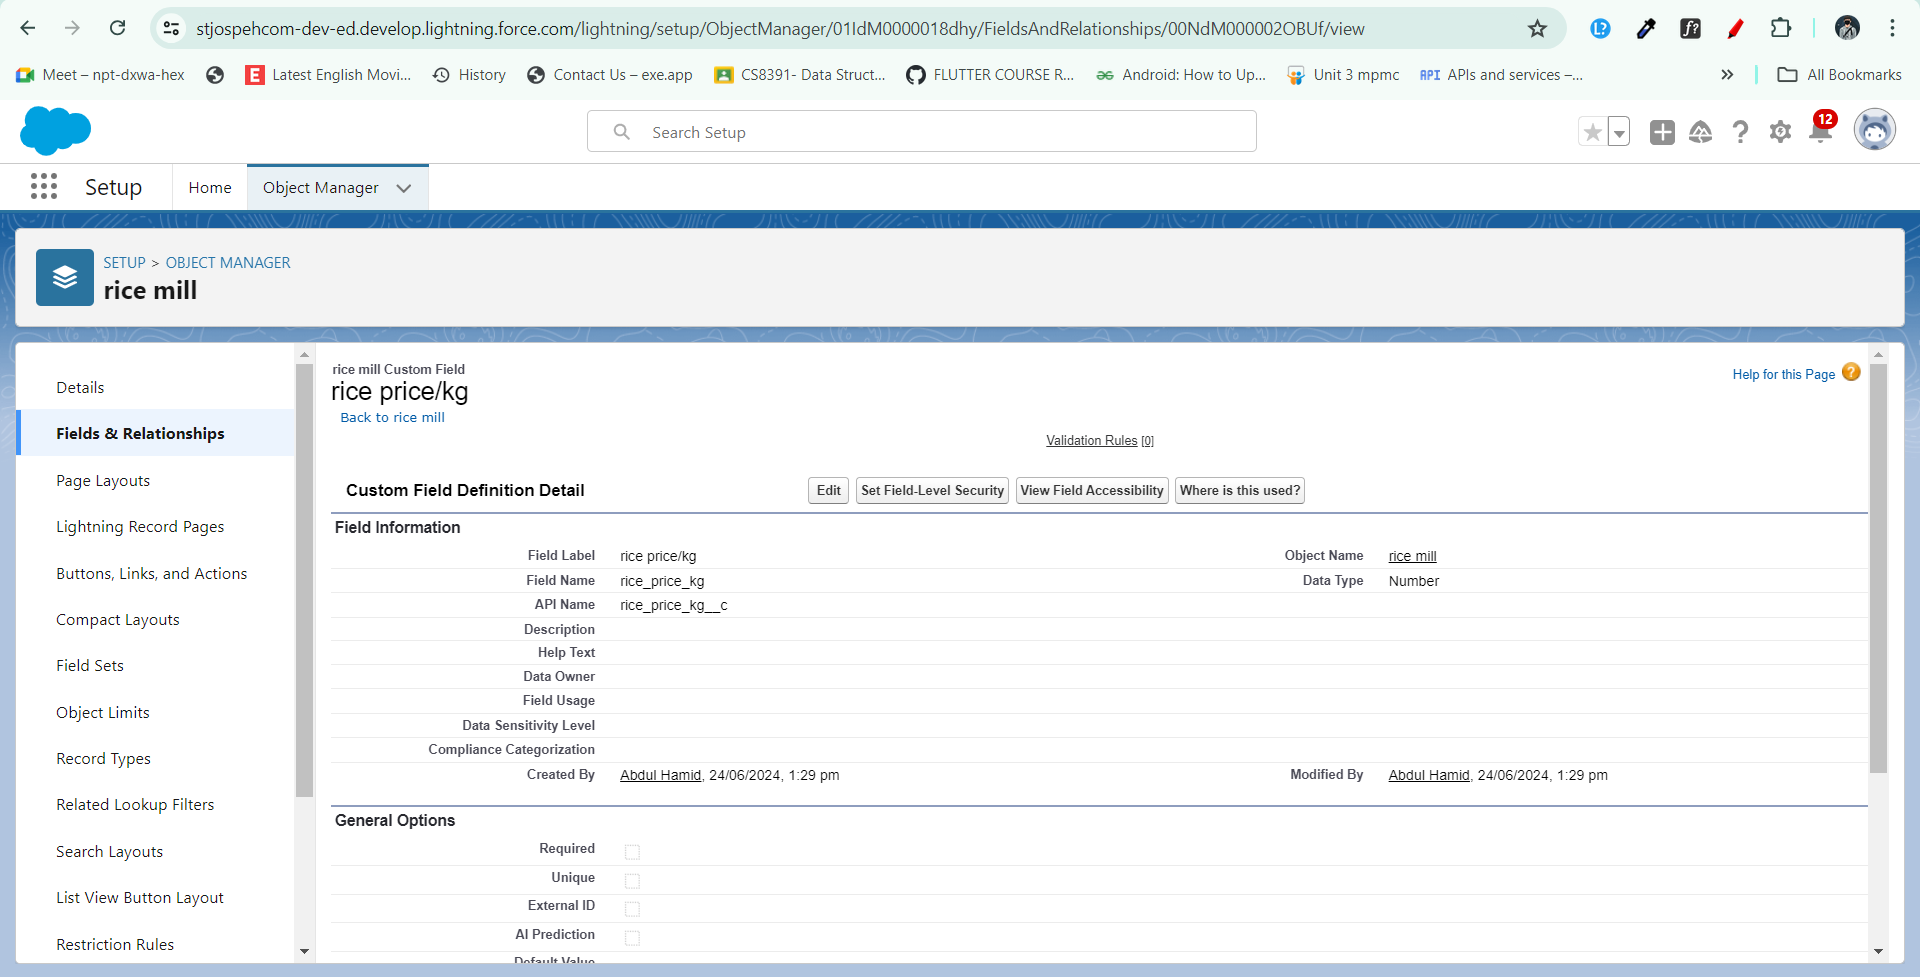 stjospehcom-dev-ed.develop.lightning.force.com/lightning/setup/ObjectManager/01IdM0000018dhy/FieldsAndRelationships/00NdM000002OBUf/view
Meet – npt-dxwa-hex
Latest English Movi...
History
Contact Us – exe.app
CS8391- Data Struct...
FLUTTER COURSE R...
Android: How to Up...
Unit 3 mpmc
API APIs and services –...
All Bookmarks
Search Setup
12
Setup
Home
Object Manager
SETUP > OBJECT MANAGER
rice mill
Details
Fields & Relationships
Page Layouts
Lightning Record Pages
Buttons, Links, and Actions
Compact Layouts
Field Sets
Object Limits
Record Types
Related Lookup Filters
Search Layouts
List View Button Layout
Restriction Rules
rice mill Custom Field
rice price/kg
Back to rice mill
Help for this Page
Validation Rules [0]
Custom Field Definition Detail
Edit
Set Field-Level Security
View Field Accessibility
Where is this used?
Field Information
Field Label rice price/kg
Object Name rice mill
Field Name rice_price_kg
Data Type Number
API Name rice_price_kg__c
Description
Help Text
Data Owner
Field Usage
Data Sensitivity Level
Compliance Categorization
Created By Abdul Hamid, 24/06/2024, 1:29 pm
Modified By Abdul Hamid, 24/06/2024, 1:29 pm
General Options
Required
Unique
External ID
AI Prediction
Default Value